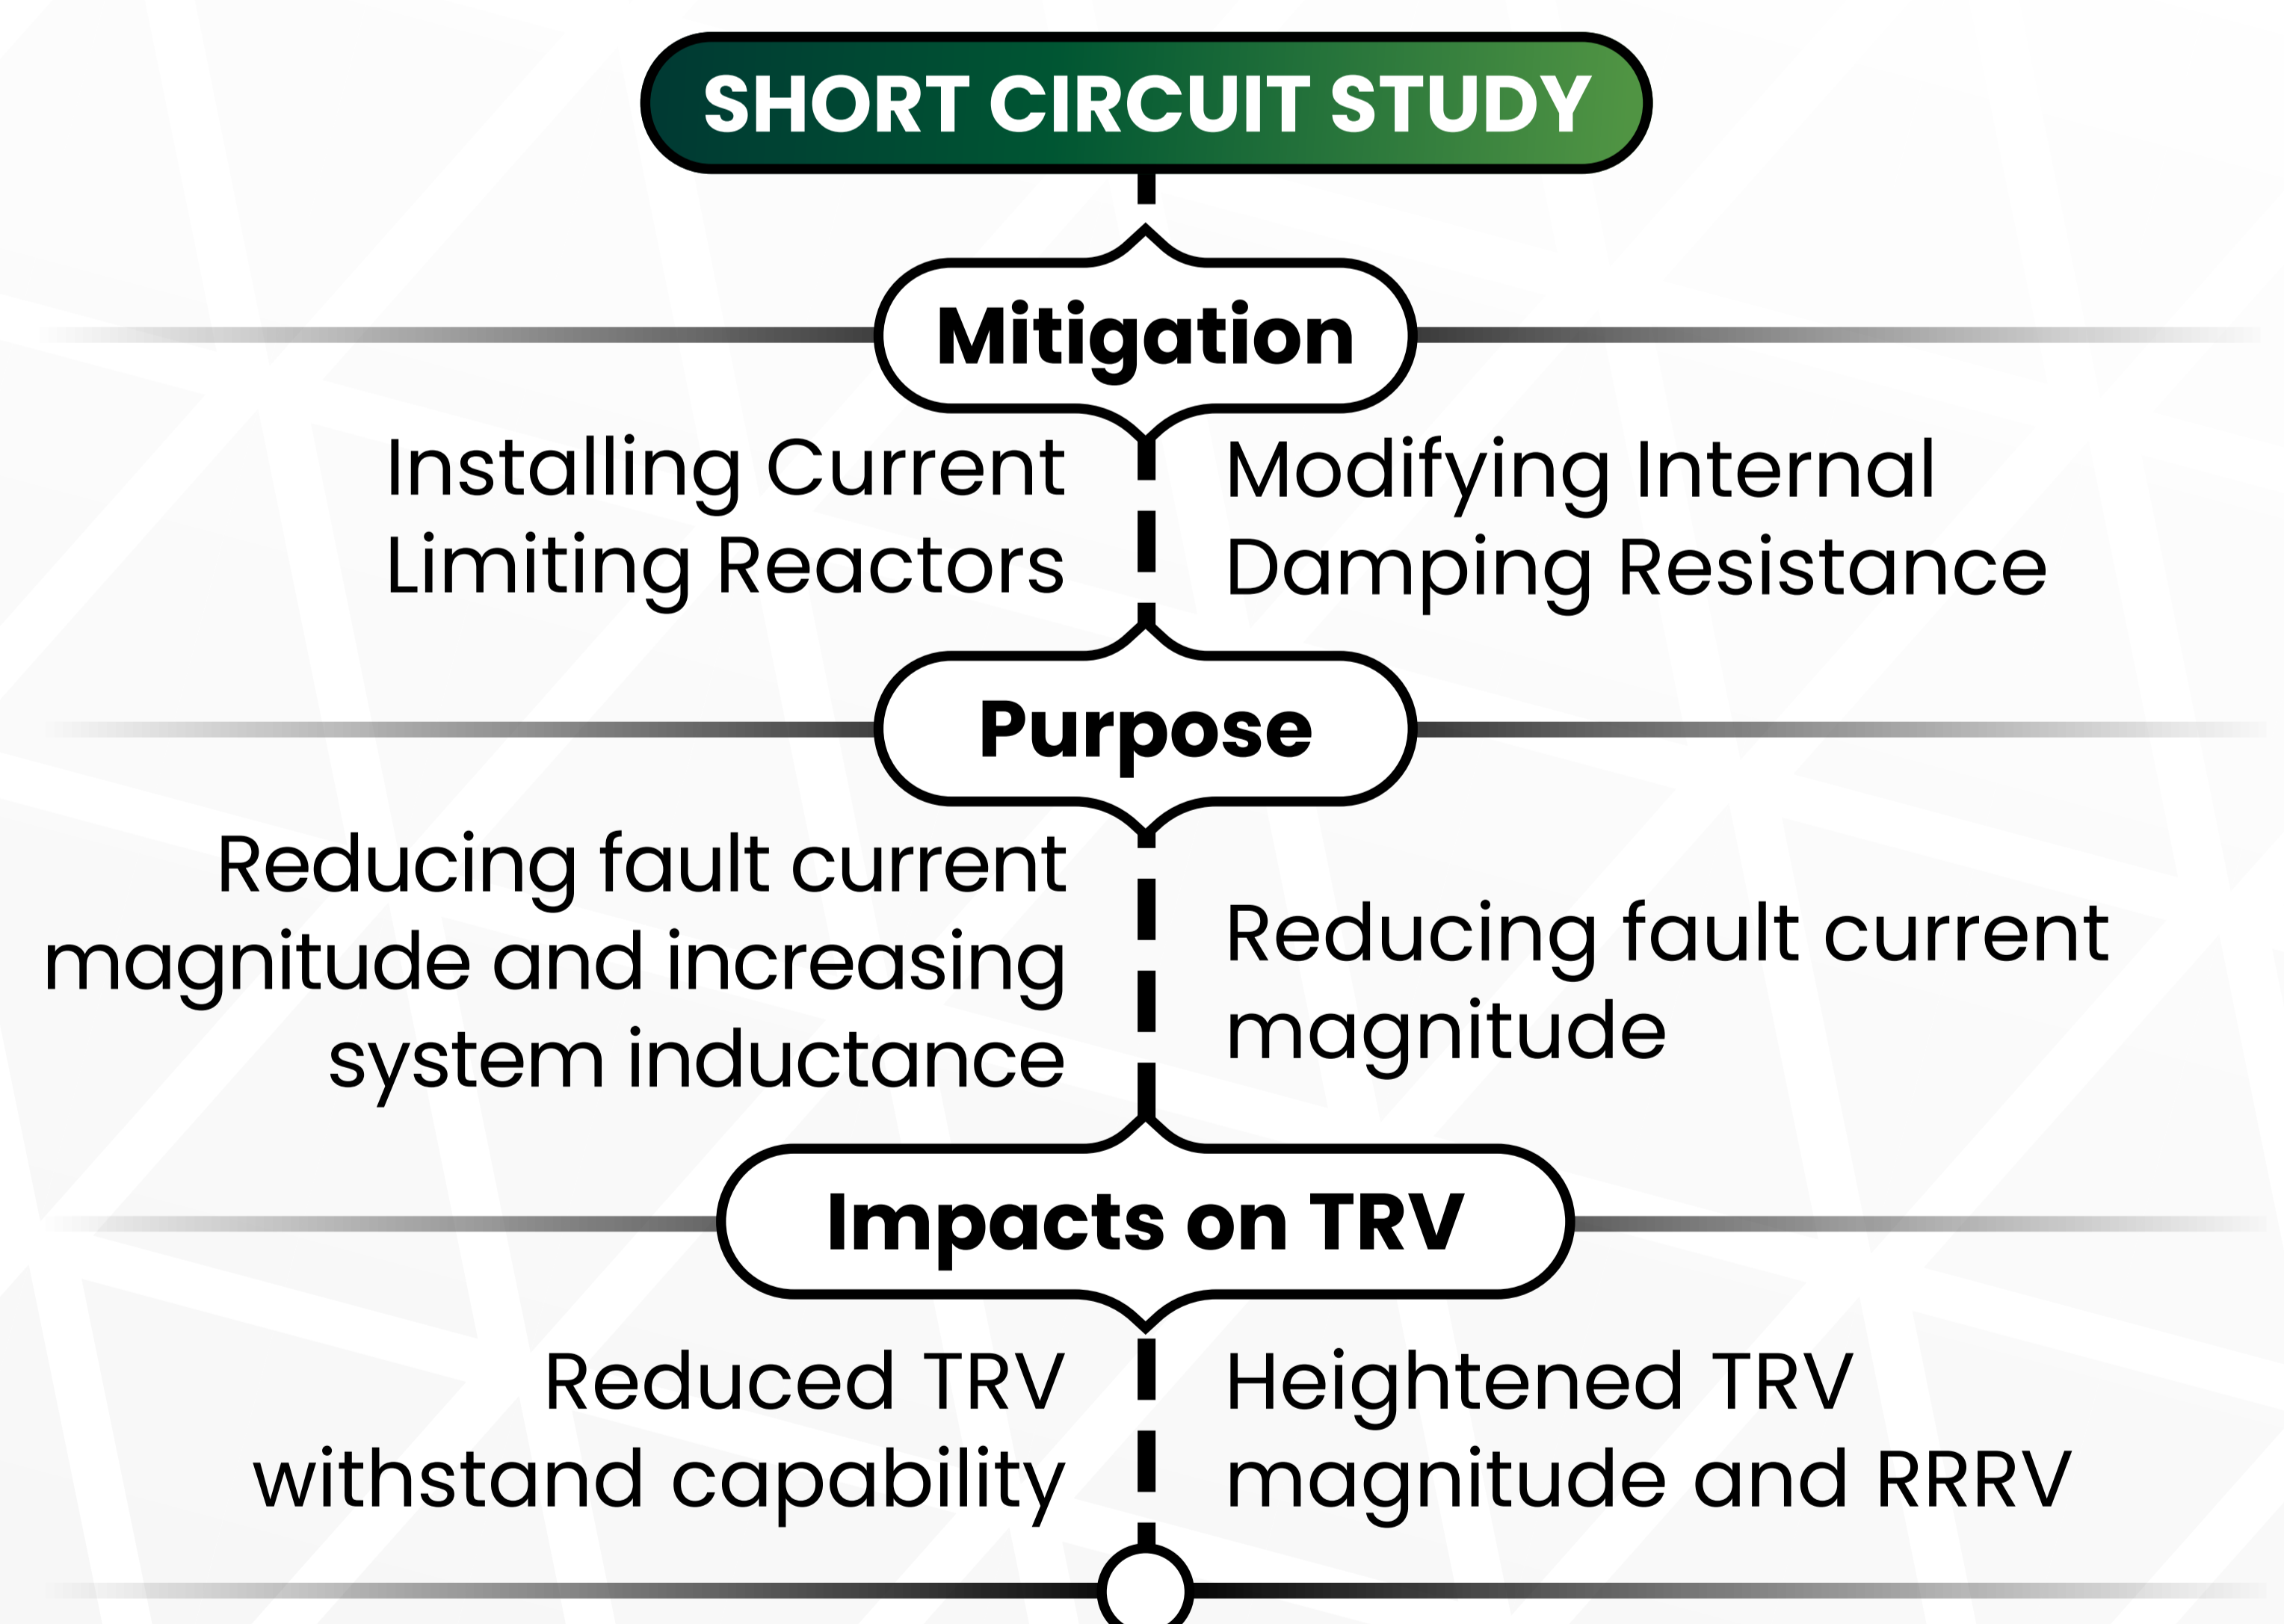 SHORT CIRCUIT STUDY
Mitigation
Installing Current
Limiting Reactors
Modifying Internal
Damping Resistance
Purpose
Reducing fault current
magnitude and increasing
system inductance
Reducing fault current
magnitude
Impacts on TRV
Reduced TRV
withstand capability
Heightened TRV
magnitude and RRRV